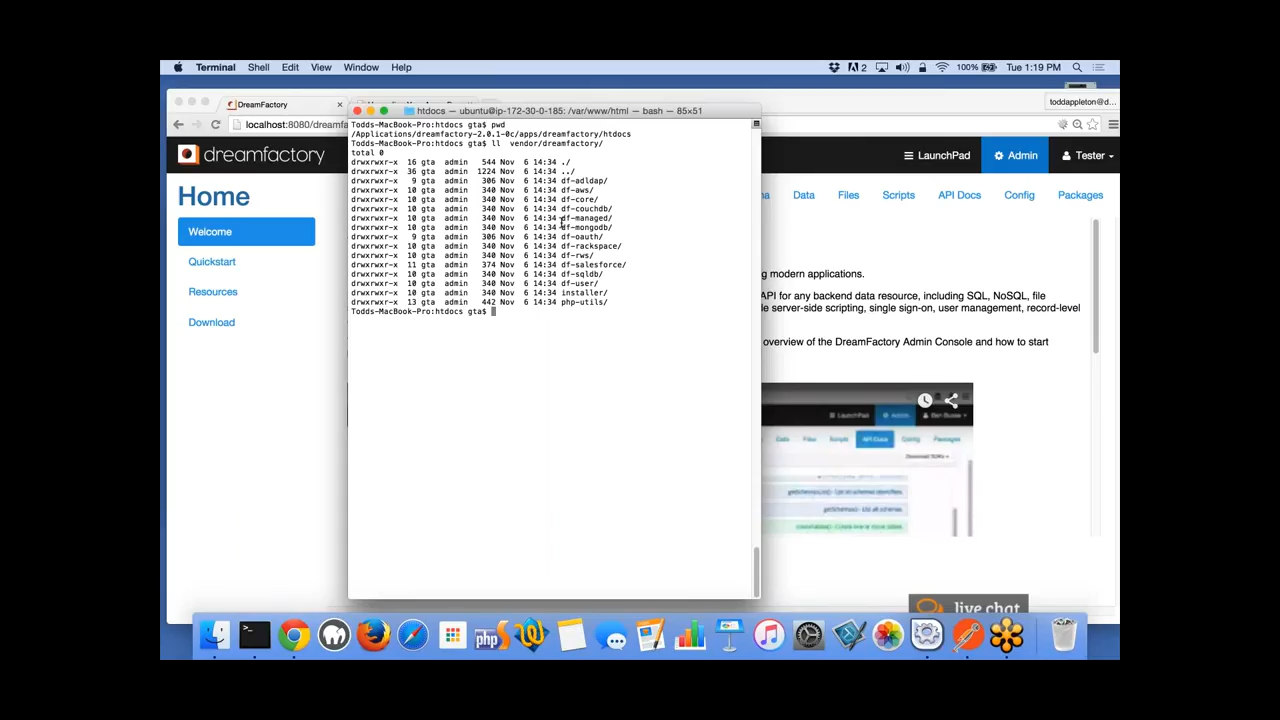 Terminal Shell Edit View Window Help
2 100% Tue 1:19 PM
DreamFactory
toddappleton@d...
localhost:8080/dreamfa
htdocs — ubuntu@ip-172-30-0-185: /var/www/html — bash — 85×51
Todds-MacBook-Pro:htdocs gta$ pwd
/Applications/dreamfactory-2.0.1-0c/apps/dreamfactory/htdocs
Todds-MacBook-Pro:htdocs gta$ ll  vendor/dreamfactory/
total 0
drwxrwxr-x  16 gta  admin   544 Nov  6 14:34 ./
drwxrwxr-x  36 gta  admin  1224 Nov  6 14:34 ../
drwxrwxr-x   9 gta  admin   306 Nov  6 14:34 df-adldap/
drwxrwxr-x  10 gta  admin   340 Nov  6 14:34 df-aws/
drwxrwxr-x  10 gta  admin   340 Nov  6 14:34 df-core/
drwxrwxr-x  10 gta  admin   340 Nov  6 14:34 df-couchdb/
drwxrwxr-x  10 gta  admin   340 Nov  6 14:34 df-managed/
drwxrwxr-x  10 gta  admin   340 Nov  6 14:34 df-mongodb/
drwxrwxr-x   9 gta  admin   306 Nov  6 14:34 df-oauth/
drwxrwxr-x  10 gta  admin   340 Nov  6 14:34 df-rackspace/
drwxrwxr-x  10 gta  admin   340 Nov  6 14:34 df-rws/
drwxrwxr-x  11 gta  admin   374 Nov  6 14:34 df-salesforce/
drwxrwxr-x  10 gta  admin   340 Nov  6 14:34 df-sqldb/
drwxrwxr-x  10 gta  admin   340 Nov  6 14:34 df-user/
drwxrwxr-x  10 gta  admin   340 Nov  6 14:34 installer/
drwxrwxr-x  13 gta  admin   442 Nov  6 14:34 php-utils/
Todds-MacBook-Pro:htdocs gta$
dreamfactory
LaunchPad Admin Tester
Home
Welcome
Quickstart
Resources
Download
ma Data Files Scripts API Docs Config Packages
g modern applications.
API for any backend data resource, including SQL, NoSQL, file
le server-side scripting, single sign-on, user management, record-level
overview of the DreamFactory Admin Console and how to start
LaunchPad Admin
Data Files Scripts API Docs Config Packages
live chat
php